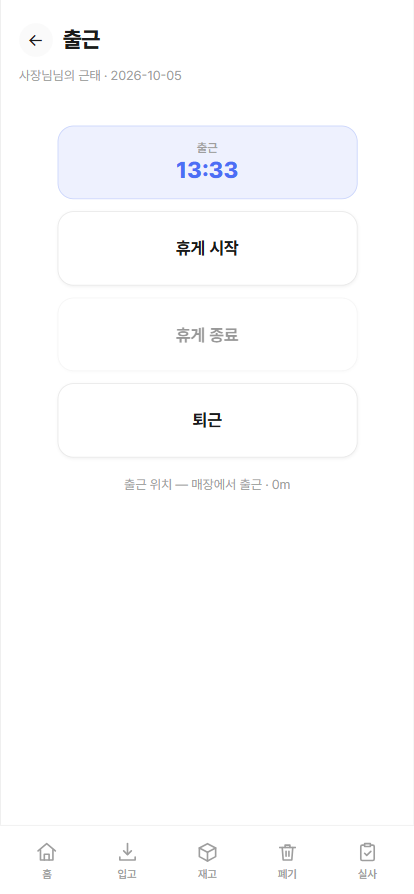 출근
사장님님의 근태 · 2026-10-05
출근
13:33
휴게 시작
휴게 종료
퇴근
출근 위치 — 매장에서 출근 · 0m
홈
입고
재고
폐기
실사